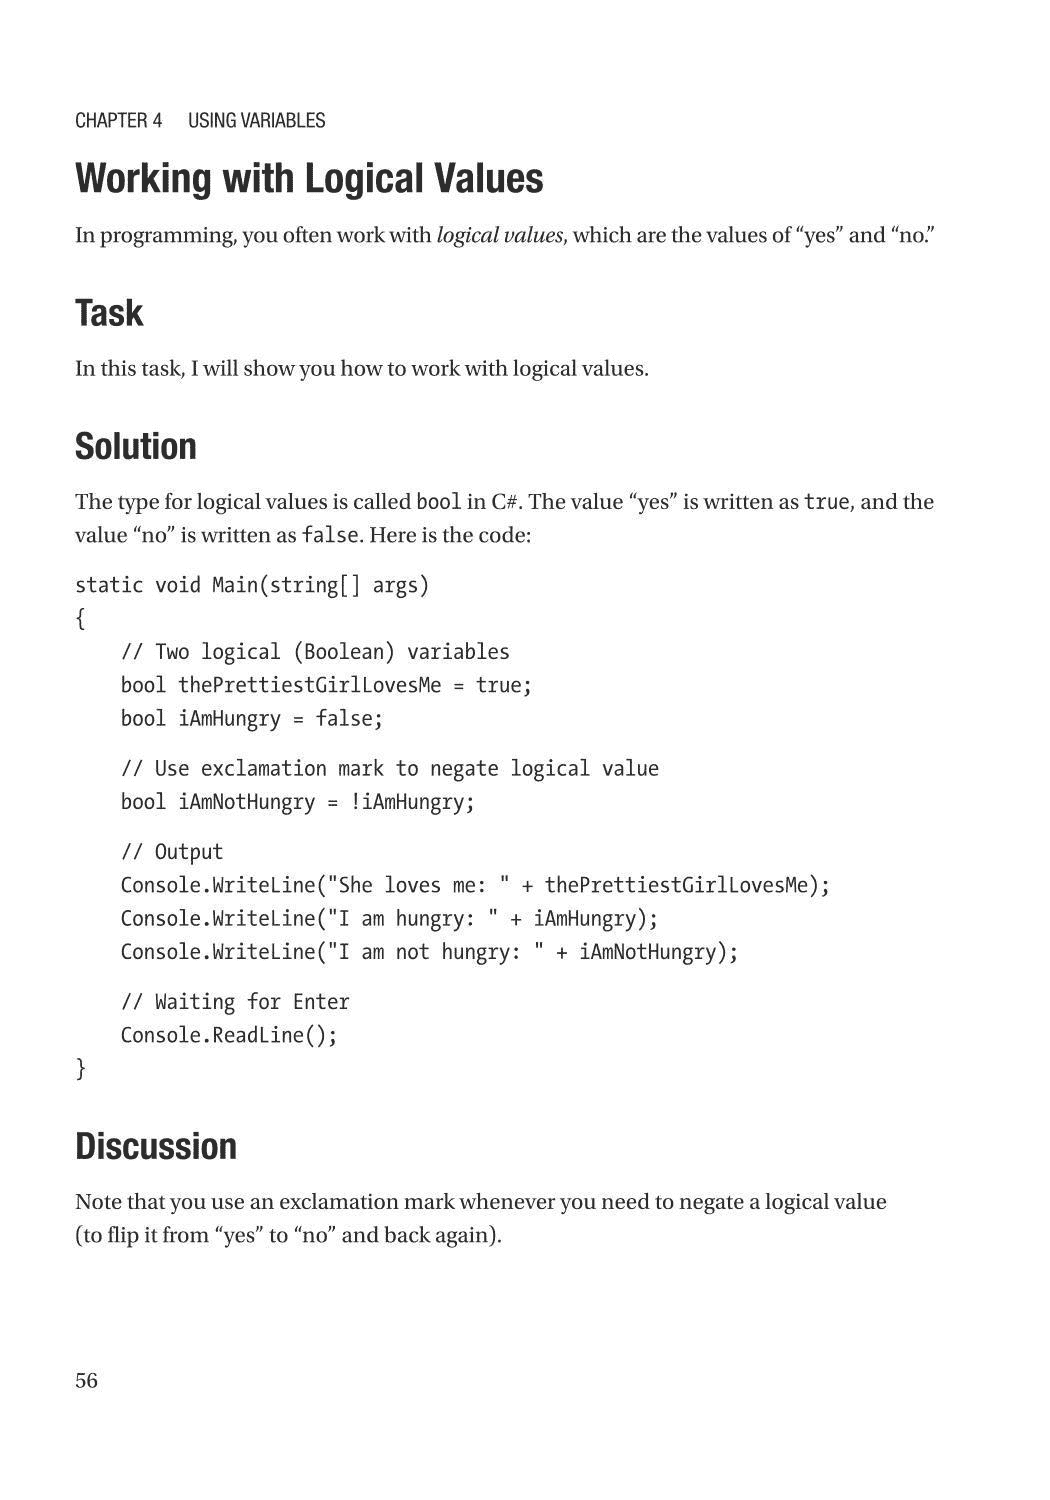 CHAPTER 4 USING VARIABLES
Working with Logical Values
In programming, you often work with logical values, which are the values of “yes” and “no.”
Task
In this task, I will show you how to work with logical values.
Solution
The type for logical values is called bool in C#. The value “yes” is written as true, and the
value “no” is written as false. Here is the code:
static void Main(string[] args)
{
    // Two logical (Boolean) variables
    bool thePrettiestGirlLovesMe = true;
    bool iAmHungry = false;
    // Use exclamation mark to negate logical value
    bool iAmNotHungry = !iAmHungry;
    // Output
    Console.WriteLine("She loves me: " + thePrettiestGirlLovesMe);
    Console.WriteLine("I am hungry: " + iAmHungry);
    Console.WriteLine("I am not hungry: " + iAmNotHungry);
    // Waiting for Enter
    Console.ReadLine();
}
Discussion
Note that you use an exclamation mark whenever you need to negate a logical value
(to flip it from “yes” to “no” and back again).
56